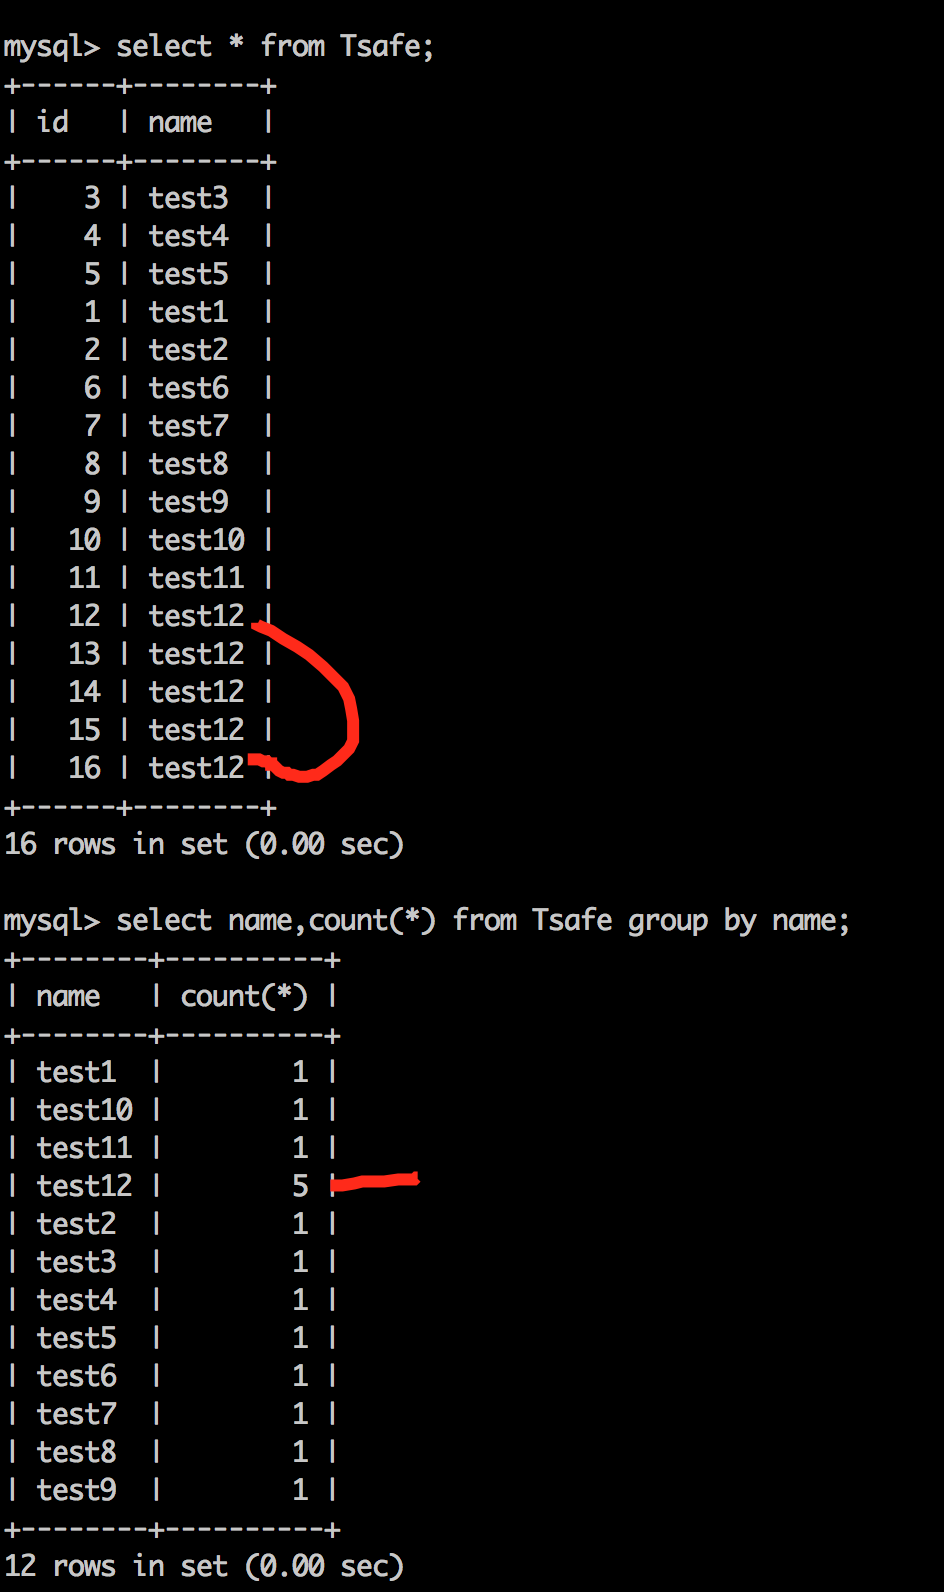 mysql> select * from Tsafe;
+------+--------+
| id   | name   |
+------+--------+
|    3 | test3  |
|    4 | test4  |
|    5 | test5  |
|    1 | test1  |
|    2 | test2  |
|    6 | test6  |
|    7 | test7  |
|    8 | test8  |
|    9 | test9  |
|   10 | test10 |
|   11 | test11 |
|   12 | test12 |
|   13 | test12 |
|   14 | test12 |
|   15 | test12 |
|   16 | test12 |
+------+--------+
16 rows in set (0.00 sec)
mysql> select name,count(*) from Tsafe group by name;
+--------+----------+
| name   | count(*) |
+--------+----------+
| test1  |        1 |
| test10 |        1 |
| test11 |        1 |
| test12 |        5 |
| test2  |        1 |
| test3  |        1 |
| test4  |        1 |
| test5  |        1 |
| test6  |        1 |
| test7  |        1 |
| test8  |        1 |
| test9  |        1 |
+--------+----------+
12 rows in set (0.00 sec)